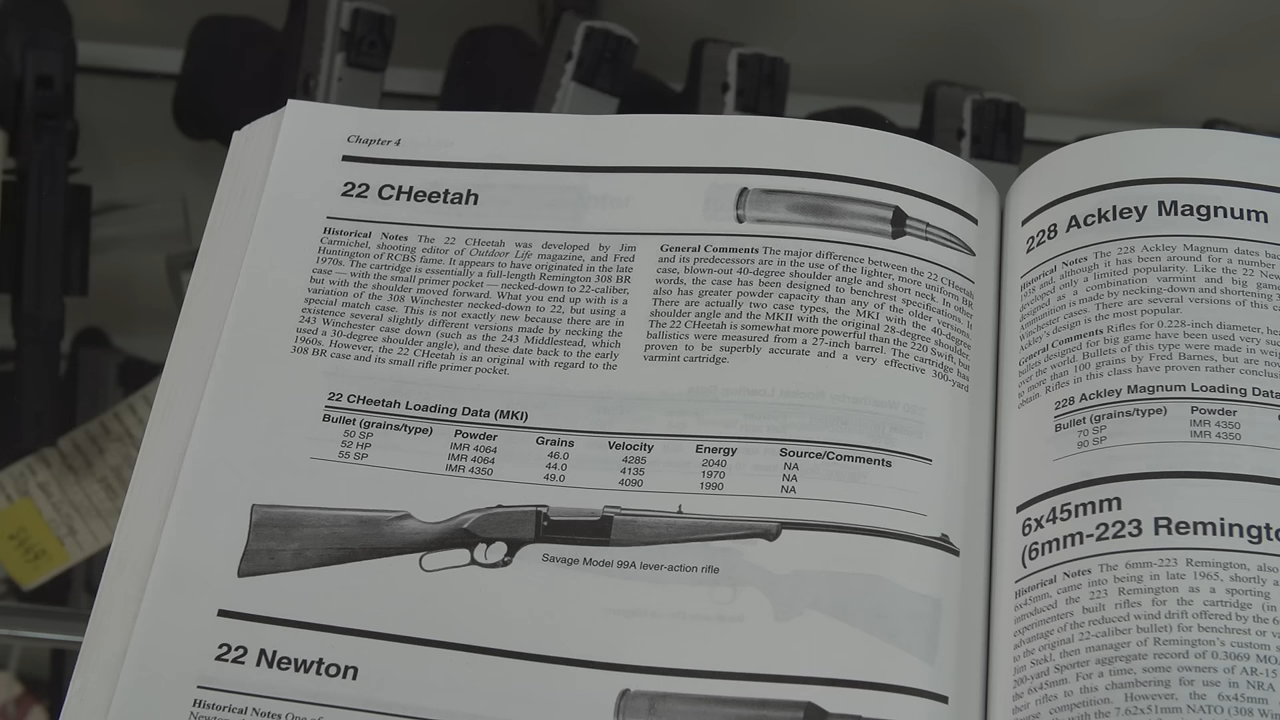 Chapter 4
22 CHeetah
Historical Notes The 22 CHeetah was developed by Jim
Carmichel, shooting editor of Outdoor Life magazine, and Fred
Huntington of RCBS fame. It appears to have originated in the late
1970s. The cartridge is essentially a full-length Remington 308 BR
case — with the small primer pocket — necked-down to 22-caliber,
but with the shoulder moved forward. What you end up with is a
variation of the 308 Winchester necked-down to 22, but using a
special match case. This is not exactly new because there are in
existence several slightly different versions made by necking the
243 Winchester case down (such as the 243 Middlestead, which
used a 30-degree shoulder angle), and these date back to the early
1960s. However, the 22 CHeetah is an original with regard to the
308 BR case and its small rifle primer pocket.
General Comments The major difference between the 22 CHeetah
and its predecessors are in the use of the lighter, more uniform BR
case, blown-out 40-degree shoulder angle and short neck. In other
words, the case has been designed to benchrest specifications. It
also has greater powder capacity than any of the older versions.
There are actually two case types, the MKI with the 40-degree
shoulder angle and the MKII with the original 28-degree shoulder.
The 22 CHeetah is somewhat more powerful than the 220 Swift, but
ballistics were measured from a 27-inch barrel. The cartridge has
proven to be superbly accurate and a very effective 300-yard
varmint cartridge.
22 CHeetah Loading Data (MKI)
Bullet (grains/type) Powder Grains Velocity Energy Source/Comments
50 SP IMR 4064 46.0 4285 2040 NA
52 HP IMR 4064 44.0 4135 1970 NA
55 SP IMR 4350 49.0 4090 1990 NA
Savage Model 99A lever-action rifle
22 Newton
Historical Notes One of
228 Ackley Magnum
Historical Notes The 228 Ackley Magnum dates bac
1938 and, although it has been around for a number
developed only a limited popularity. Like the 22 New
designed as a combination varmint and big game
Ammunition is made by necking-down and shortening
Winchester cases. There are several versions of this c
Ackley's design is the most popular.
General Comments Rifles for 0.228-inch diameter, he
bullets designed for big game have been used very suc
over the world. Bullets of this type were made in wei
to more than 100 grains by Fred Barnes, but are now
obtain. Rifles in this class have proven rather conclus
228 Ackley Magnum Loading Data
Bullet (grains/type) Powder
70 SP IMR 4350
90 SP IMR 4350
6x45mm
(6mm-223 Remingto
Historical Notes The 6mm-223 Remington, also
6x45mm, came into being in late 1965, shortly a
introduced the 223 Remington as a sporting
experimenters built rifles for the cartridge (in
advantage of the reduced wind drift offered by the 6
to the original 22-caliber bullet) for benchrest or v
Jim Stekl, then manager of Remington's custom s
200-yard Sporter aggregate record of 0.3069 MO
the 6x45mm. For a time, some owners of AR-15
their rifles to this chambering for use in NRA
course competition. However, the 6x45mm
with the 7.62x51mm NATO (308 Win